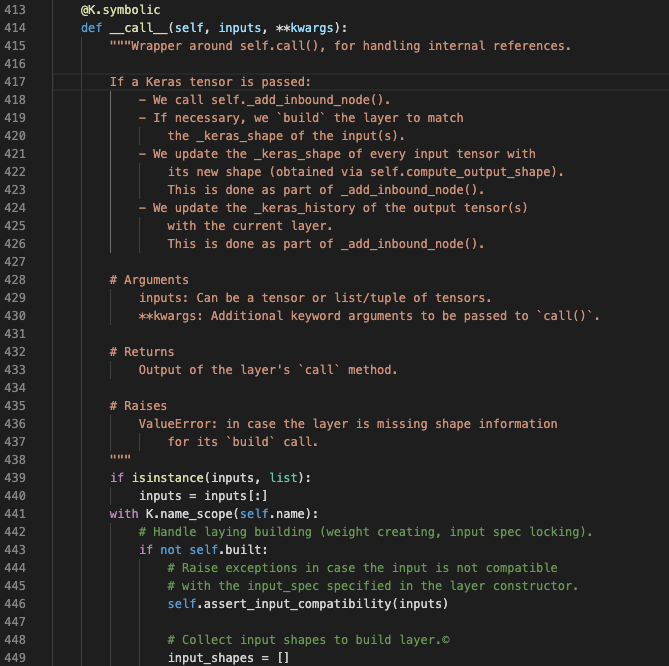 413 @K.symbolic
414 def __call__(self, inputs, **kwargs):
415 """Wrapper around self.call(), for handling internal references.
416
417 If a Keras tensor is passed:
418 - We call self._add_inbound_node().
419 - If necessary, we `build` the layer to match
420 the _keras_shape of the input(s).
421 - We update the _keras_shape of every input tensor with
422 its new shape (obtained via self.compute_output_shape).
423 This is done as part of _add_inbound_node().
424 - We update the _keras_history of the output tensor(s)
425 with the current layer.
426 This is done as part of _add_inbound_node().
427
428 # Arguments
429 inputs: Can be a tensor or list/tuple of tensors.
430 **kwargs: Additional keyword arguments to be passed to `call()`.
431
432 # Returns
433 Output of the layer's `call` method.
434
435 # Raises
436 ValueError: in case the layer is missing shape information
437 for its `build` call.
438 """
439 if isinstance(inputs, list):
440 inputs = inputs[:]
441 with K.name_scope(self.name):
442 # Handle laying building (weight creating, input spec locking).
443 if not self.built:
444 # Raise exceptions in case the input is not compatible
445 # with the input_spec specified in the layer constructor.
446 self.assert_input_compatibility(inputs)
447
448 # Collect input shapes to build layer.©
449 input_shapes = []